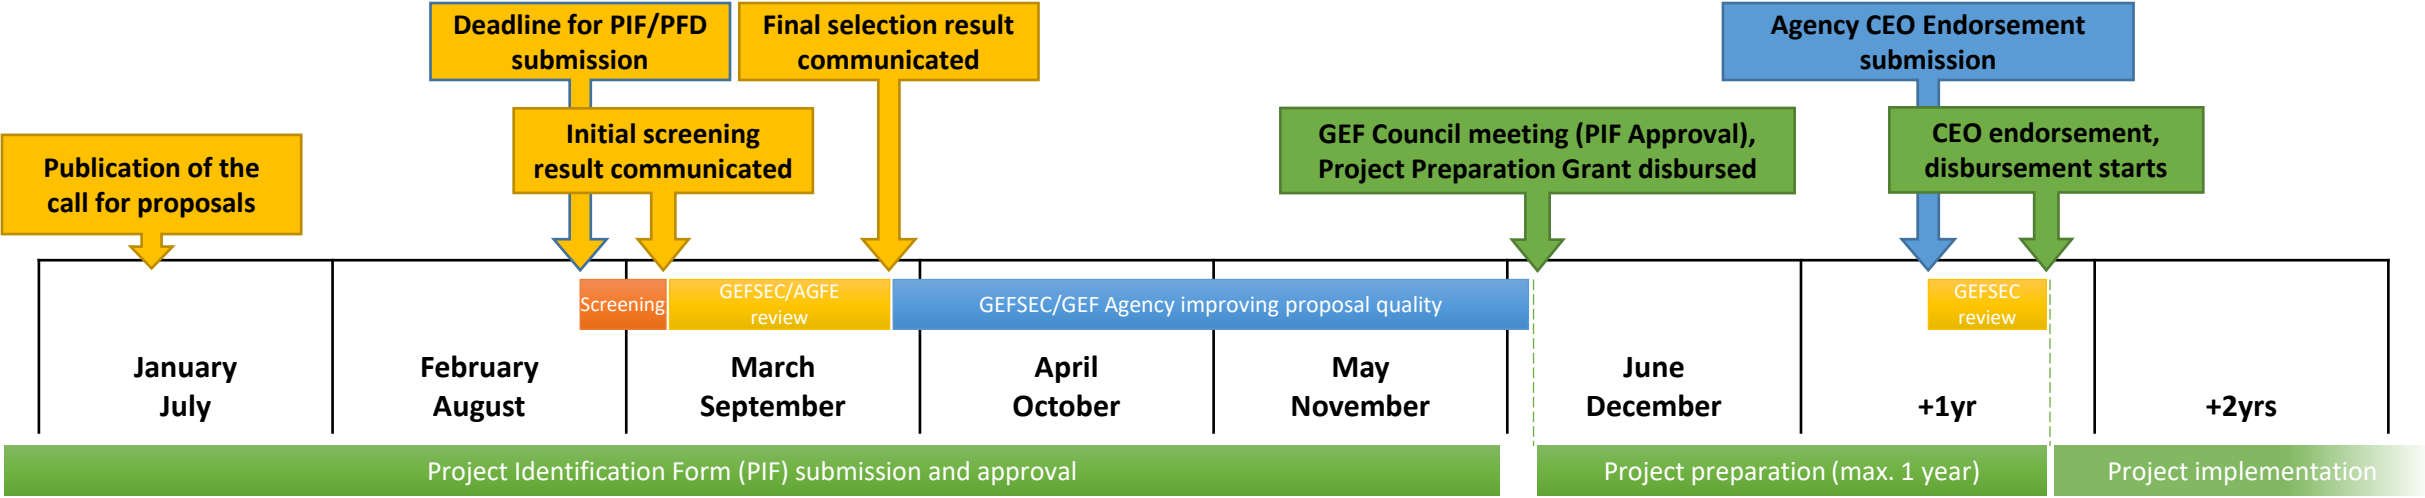 Deadline for PIF/PFD
submission
Final selection result
communicated
Agency CEO Endorsement
submission
Initial screening
result communicated
GEF Council meeting (PIF Approval),
Project Preparation Grant disbursed
CEO endorsement,
disbursement starts
Publication of the
call for proposals
Screening
GEFSEC/AGFE
review
GEFSEC/GEF Agency improving proposal quality
GEFSEC
review
January
July
February
August
March
September
April
October
May
November
June
December
+1yr
+2yrs
Project Identification Form (PIF) submission and approval
Project preparation (max. 1 year)
Project implementation